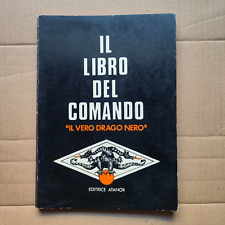 IL
LIBRO
DEL
COMANDO
"IL VERO DRAGO NERO"
EDITRICE ATANOR